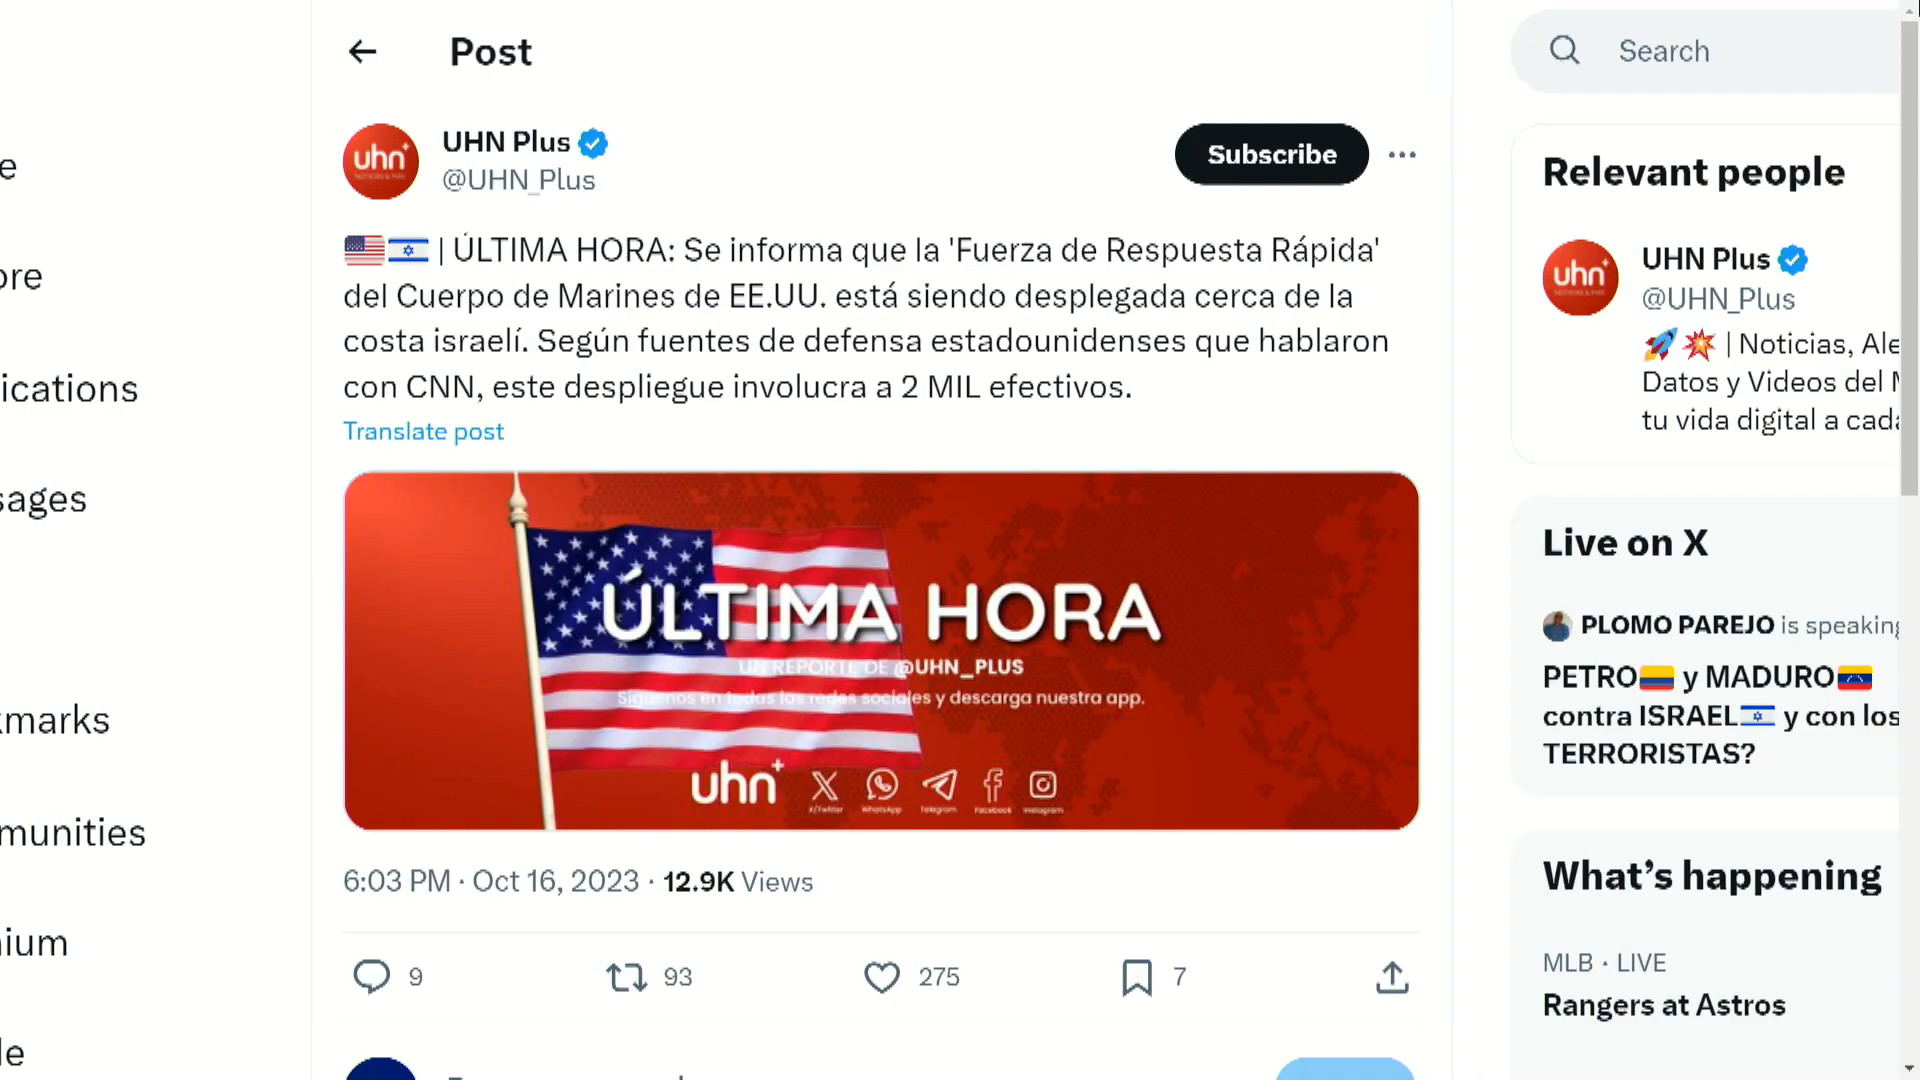 Post
Search
UHN Plus
@UHN_Plus
Subscribe
| ÚLTIMA HORA: Se informa que la 'Fuerza de Respuesta Rápida'
del Cuerpo de Marines de EE.UU. está siendo desplegada cerca de la
costa israelí. Según fuentes de defensa estadounidenses que hablaron
con CNN, este despliegue involucra a 2 MIL efectivos.
Translate post
ÚLTIMA HORA
UN REPORTE DE @UHN_PLUS
Síguenos en todas las redes sociales y descarga nuestra app.
uhn+
X/Twitter WhatsApp Telegram Facebook Instagram
6:03 PM · Oct 16, 2023 · 12.9K Views
9 93 275 7
e
ore
ications
sages
kmarks
munities
nium
le
Relevant people
uhn+
UHN Plus
@UHN_Plus
| Noticias, Ale
Datos y Videos del M
tu vida digital a cada
Live on X
PLOMO PAREJO is speaking
PETRO y MADURO
contra ISRAEL y con los
TERRORISTAS?
What's happening
MLB · LIVE
Rangers at Astros